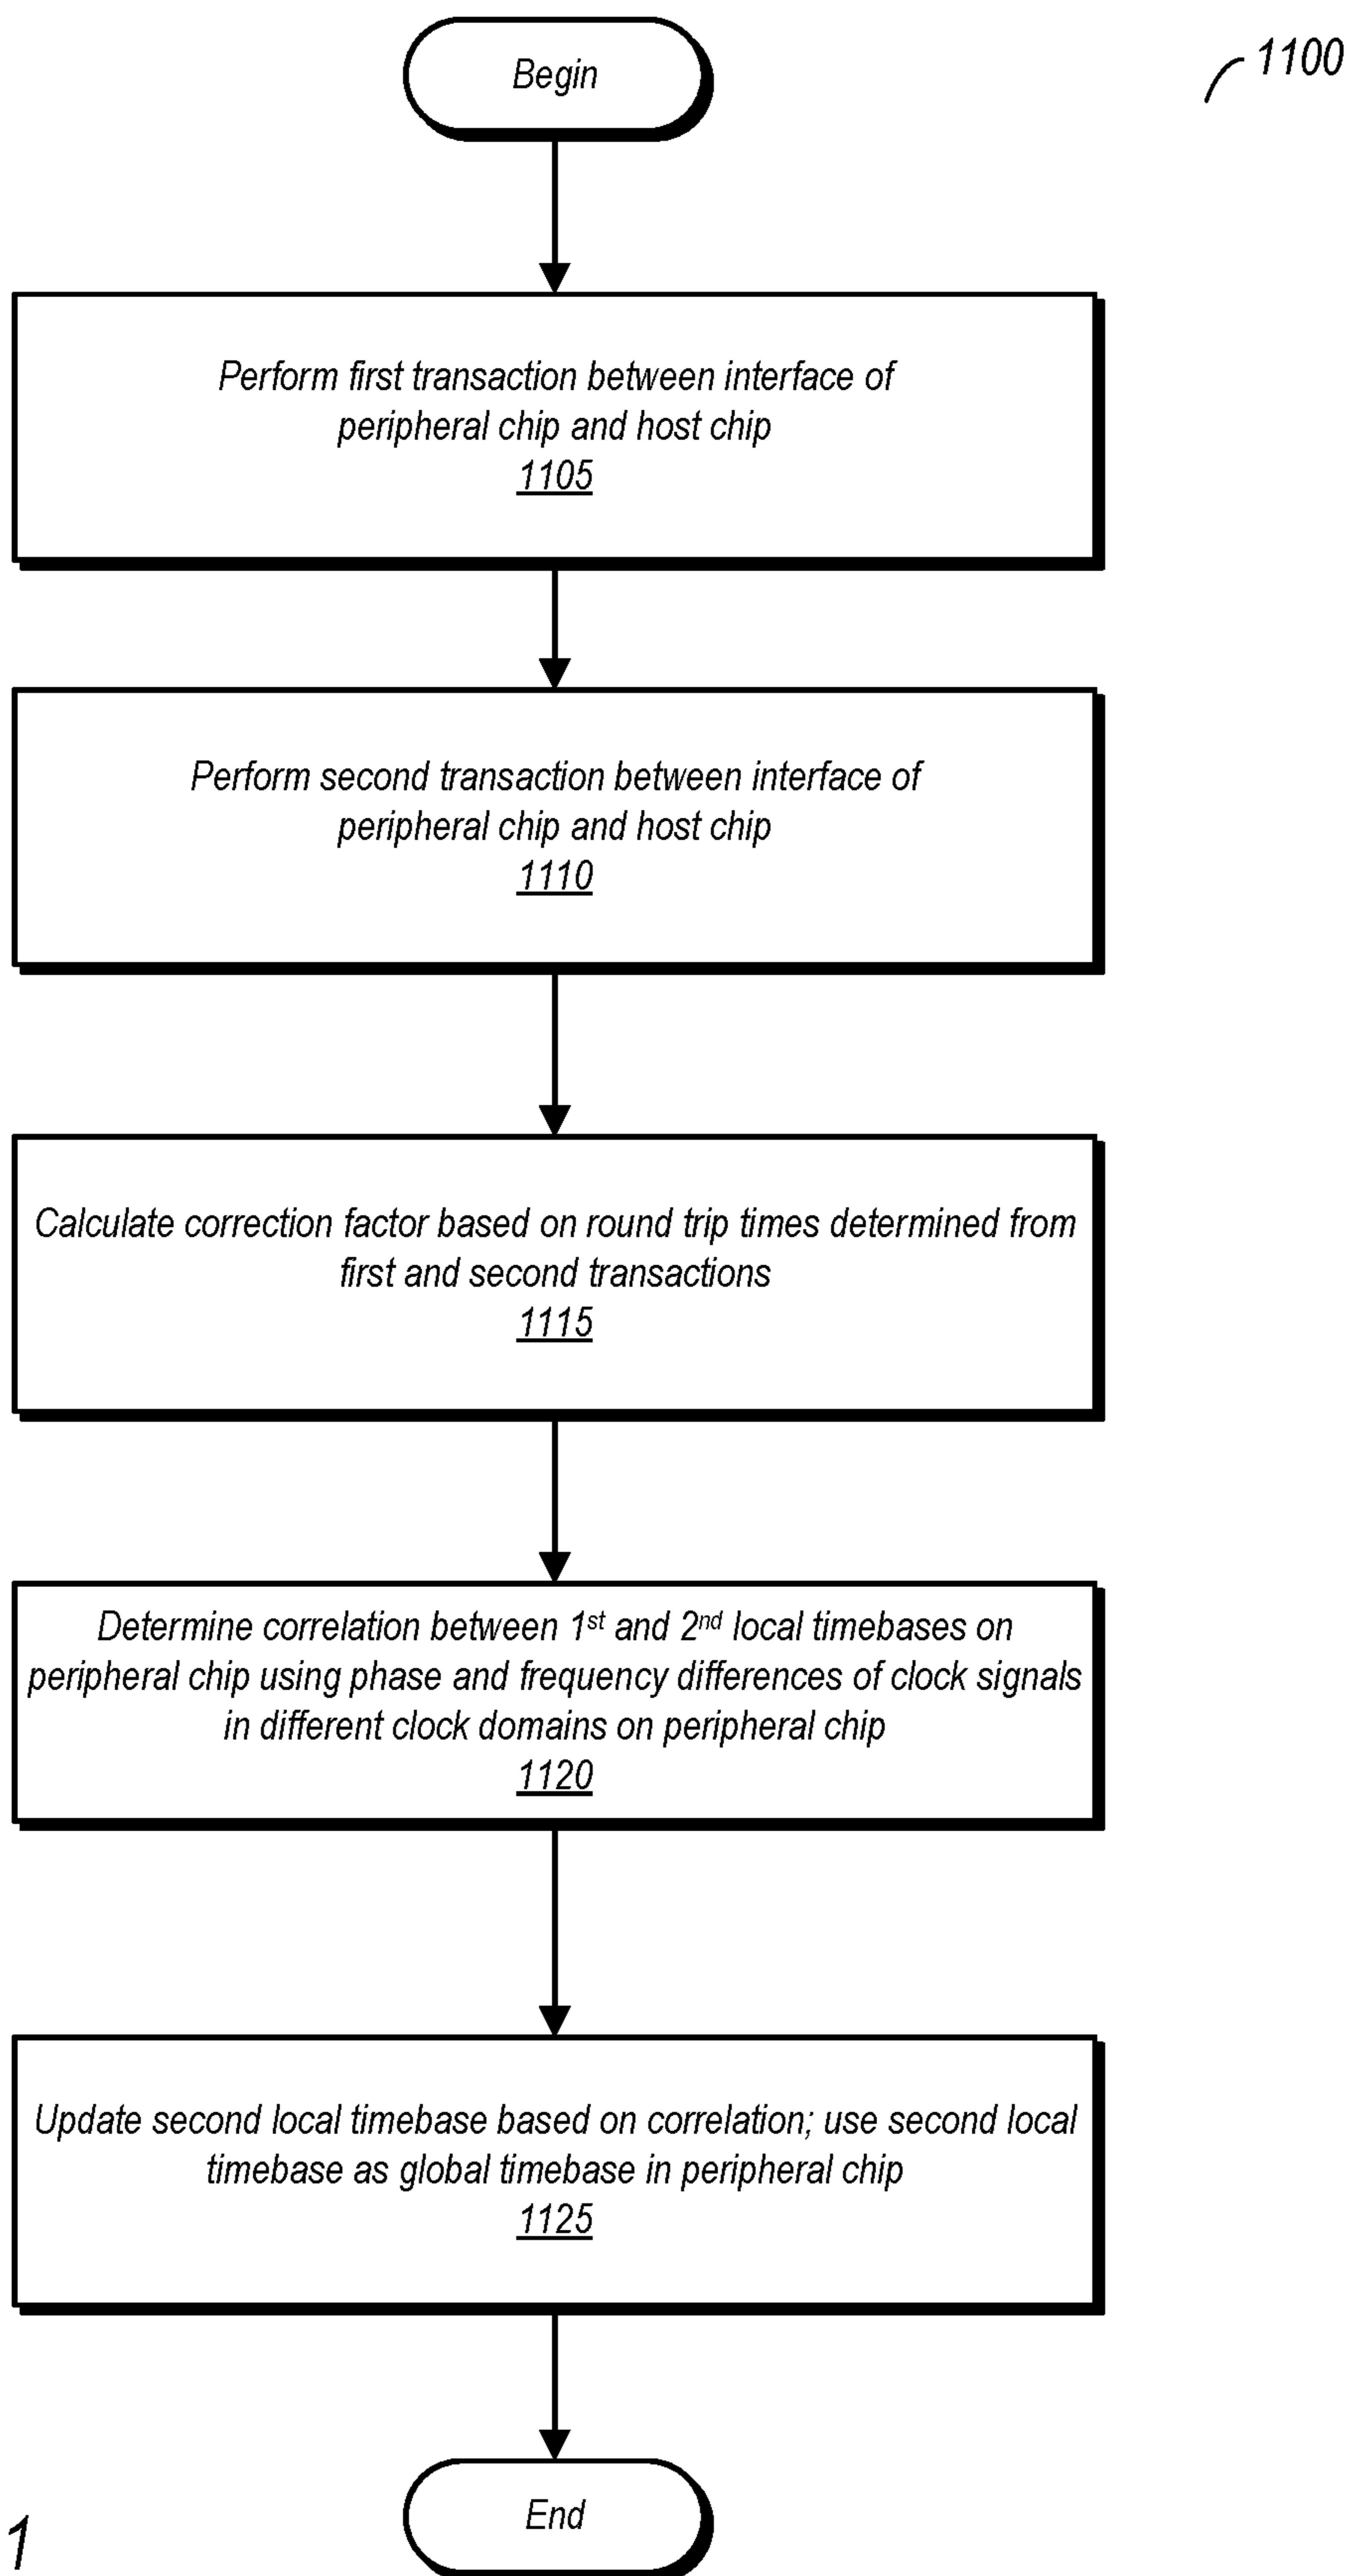 Begin
1100
Perform first transaction between interface of
peripheral chip and host chip
1105
Perform second transaction between interface of
peripheral chip and host chip
1110
Calculate correction factor based on round trip times determined from
first and second transactions
1115
Determine correlation between 1st and 2nd local timebases on
peripheral chip using phase and frequency differences of clock signals
in different clock domains on peripheral chip
1120
Update second local timebase based on correlation; use second local
timebase as global timebase in peripheral chip
1125
End
1